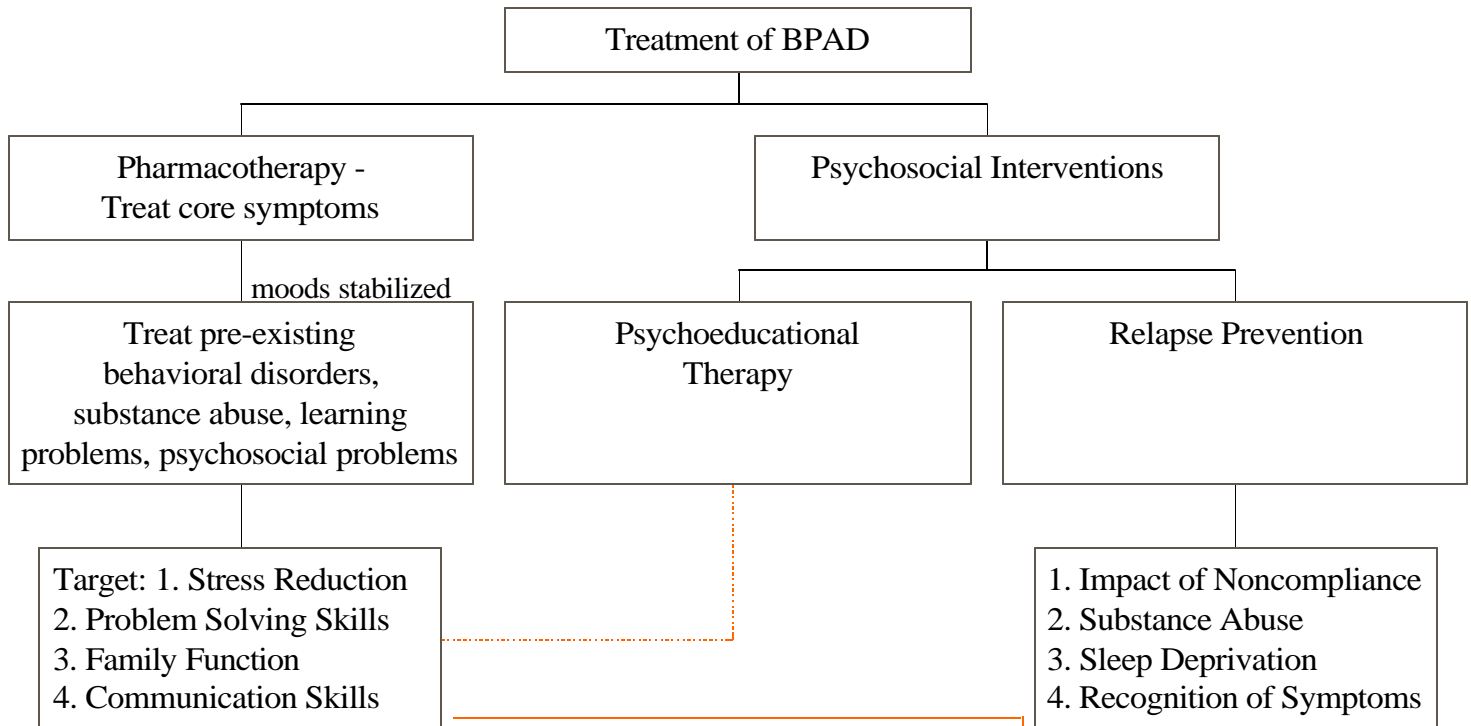 Treatment of BPAD
Pharmacotherapy -
Treat core symptoms
Psychosocial Interventions
moods stabilized
Treat pre-existing
behavioral disorders,
substance abuse, learning
problems, psychosocial problems
Psychoeducational
Therapy
Relapse Prevention
Target: 1. Stress Reduction
2. Problem Solving Skills
3. Family Function
4. Communication Skills
1. Impact of Noncompliance
2. Substance Abuse
3. Sleep Deprivation
4. Recognition of Symptoms